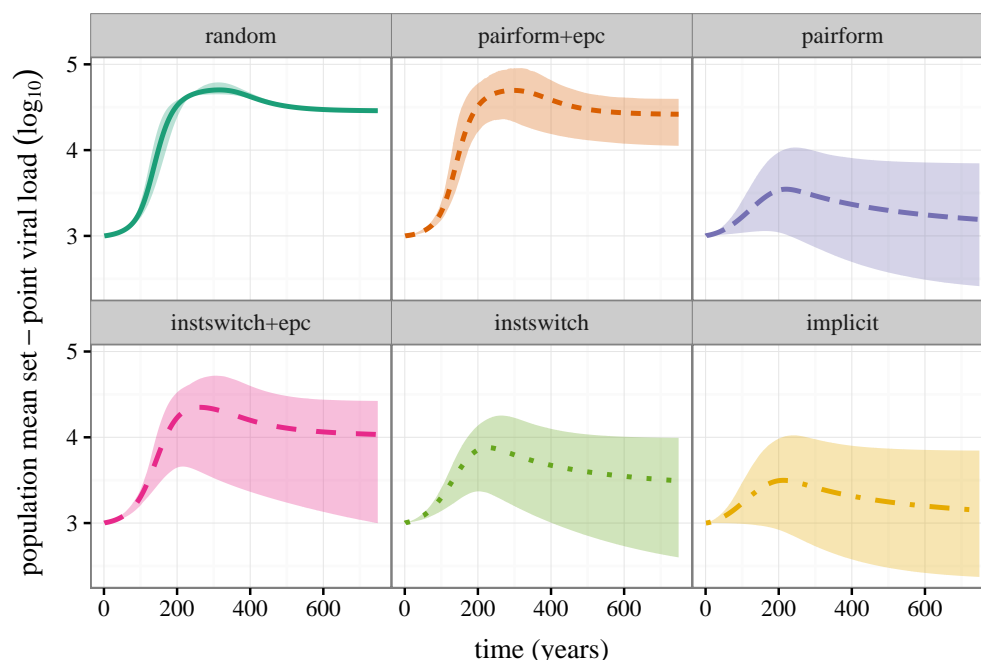 random pairform+epc pairform
5
4
3
instswitch+epc instswitch implicit
5
4
3
0 200 400 600 0 200 400 600 0 200 400 600
time (years)
population mean set−point viral load (log10)